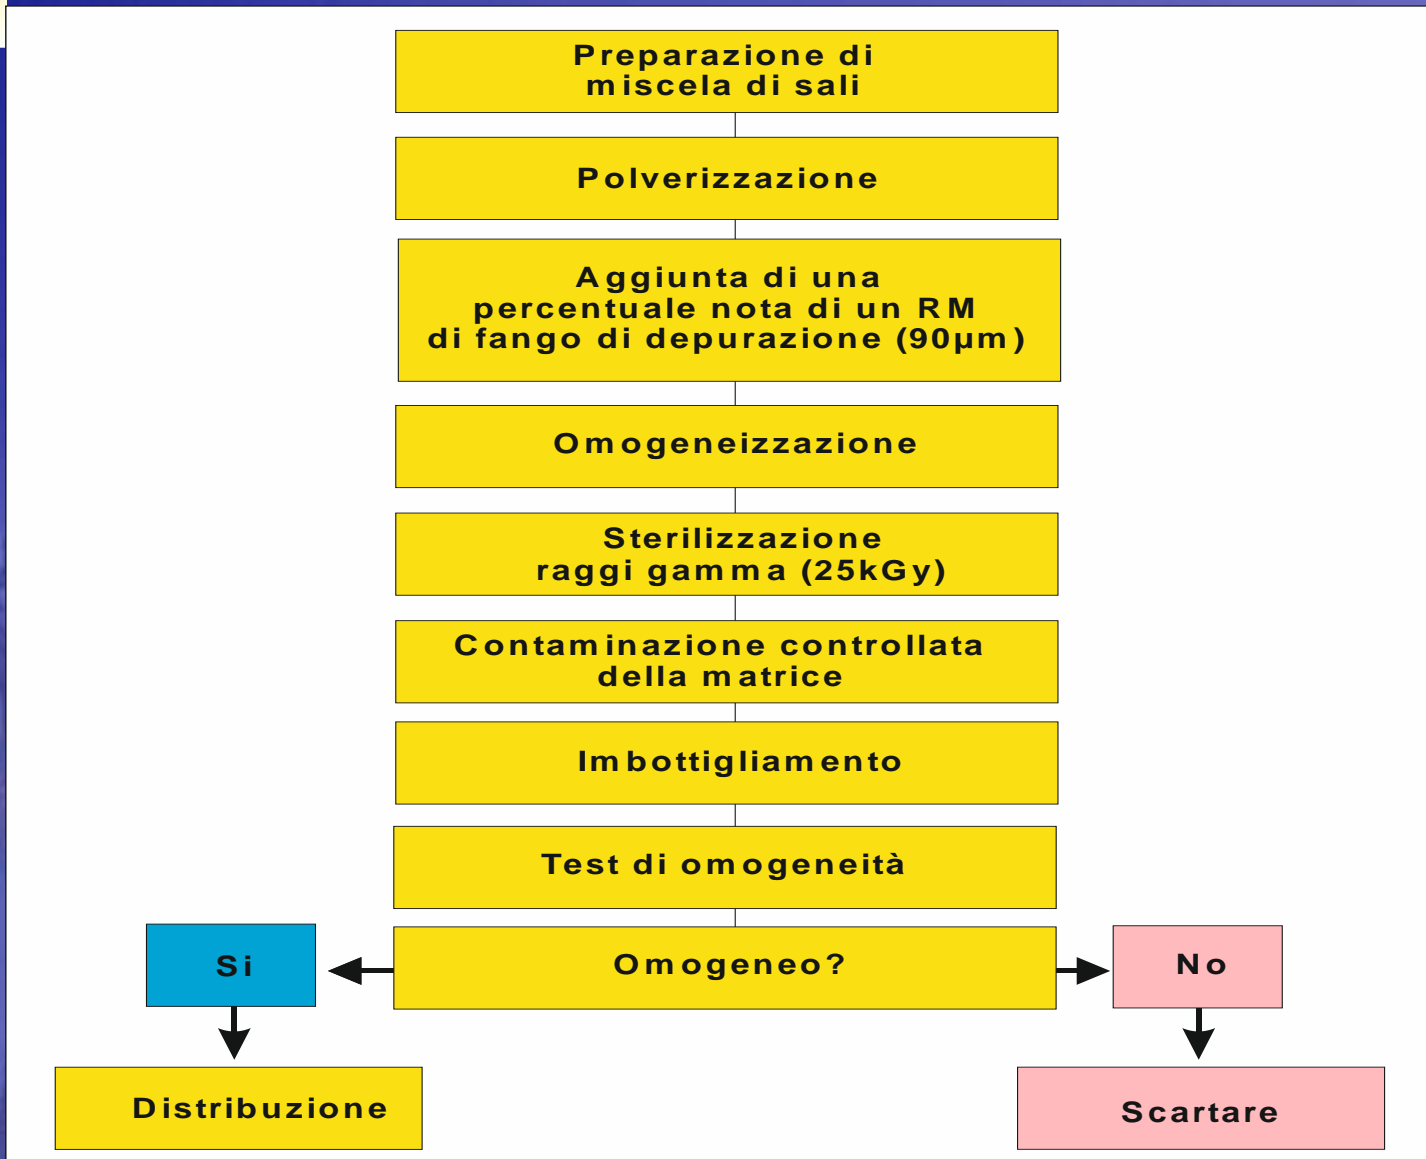 Preparazione di
miscela di sali
Polverizzazione
Aggiunta di una
percentuale nota di un RM
di fango di depurazione (90µm)
Omogeneizzazione
Sterilizzazione
raggi gamma (25kGy)
Contaminazione controllata
della matrice
Imbottigliamento
Test di omogeneità
Si
Omogeneo?
No
Distribuzione
Scartare